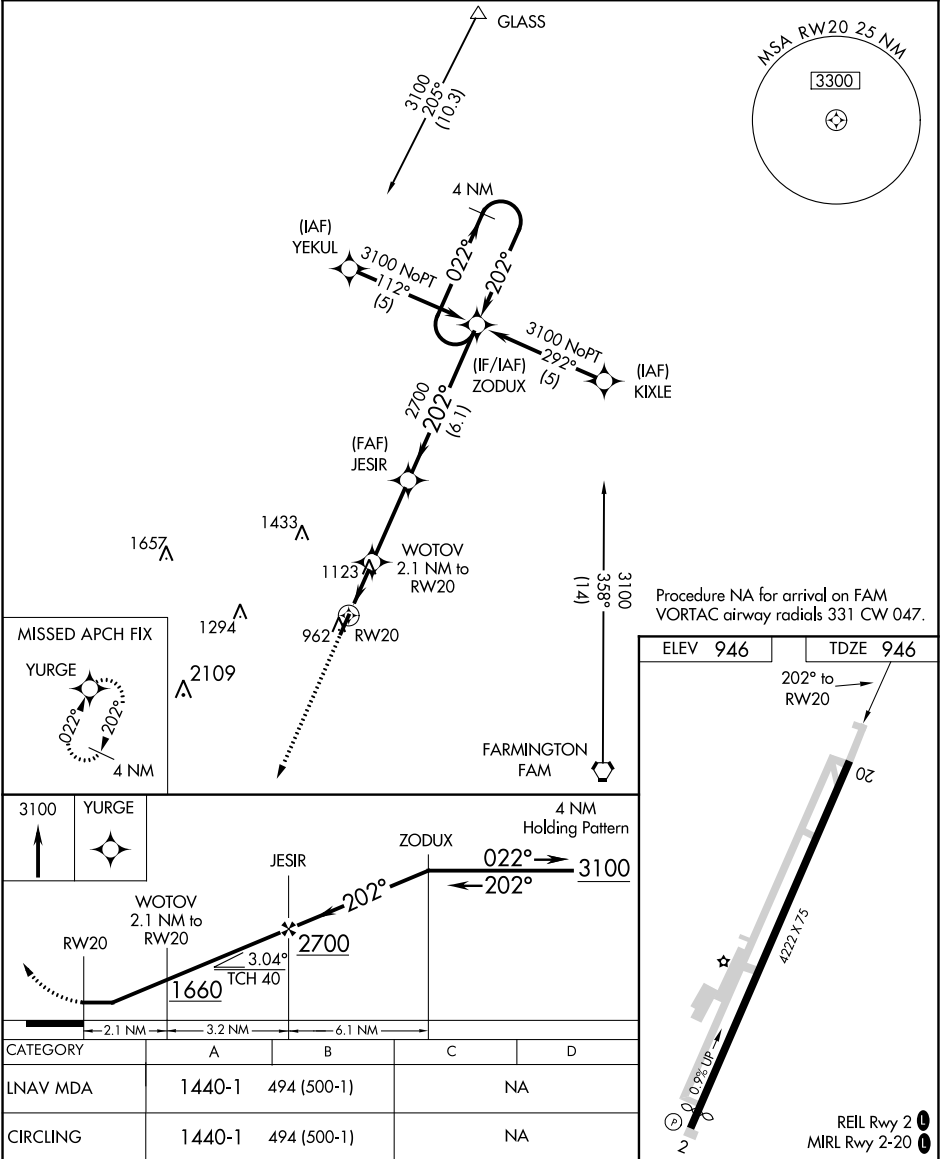 GLASS
3100
205°
(10.3)
MSA RW20 25 NM
3300
4 NM
(IAF)
YEKUL
3100 NoPT
112°
(5)
022°
202°
3100 NoPT
292°
(5)
(IF/IAF)
ZODUX
(IAF)
KIXLE
2700
202°
(6.1)
(FAF)
JESIR
1433
1657
1123
WOTOV
2.1 NM to
RW20
1294
962
RW20
2109
3100
358°
(14)
Procedure NA for arrival on FAM
VORTAC airway radials 331 CW 047.
MISSED APCH FIX
YURGE
022°
202°
4 NM
FARMINGTON
FAM
ELEV 946
TDZE 946
202° to
RW20
20
4222 X 75
0.9% UP
P
2
REIL Rwy 2 L
MIRL Rwy 2-20 L
3100
YURGE
4 NM
Holding Pattern
ZODUX
JESIR
022°
202°
3100
202°
WOTOV
2.1 NM to
RW20
RW20
2700
3.04°
TCH 40
1660
2.1 NM
3.2 NM
6.1 NM
CATEGORY A B C D
LNAV MDA 1440-1 494 (500-1) NA
CIRCLING 1440-1 494 (500-1) NA